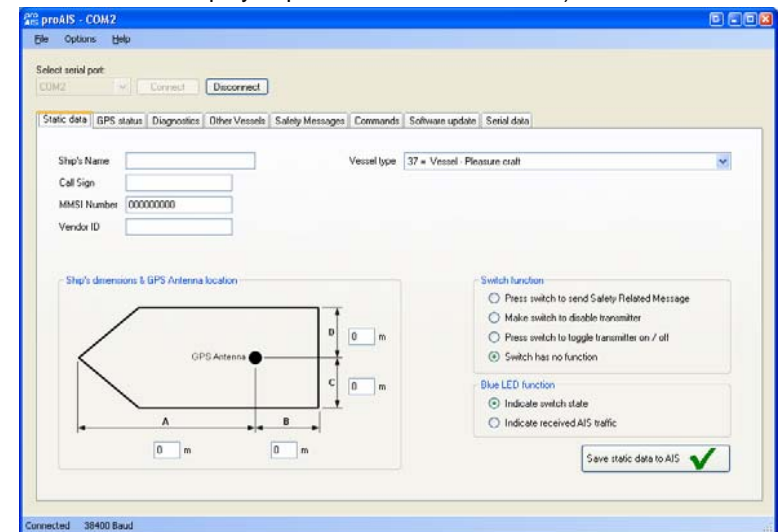 proAIS - COM2
File Options Help
Select serial port:
COM2 Connect Disconnect
Static data GPS status Diagnostics Other Vessels Safety Messages Commands Software update Serial data
Ship's Name Vessel type 37 = Vessel - Pleasure craft
Call Sign
MMSI Number 000000000
Vendor ID
Ship's dimensions & GPS Antenna location
Switch function
Press switch to send Safety Related Message
Make switch to disable transmitter
D 0 m
Press switch to toggle transmitter on / off
GPS Antenna
Switch has no function
C 0 m
Blue LED function
Indicate switch state
A B
Indicate received AIS traffic
0 m 0 m
Save static data to AIS
Connected 38400 Baud